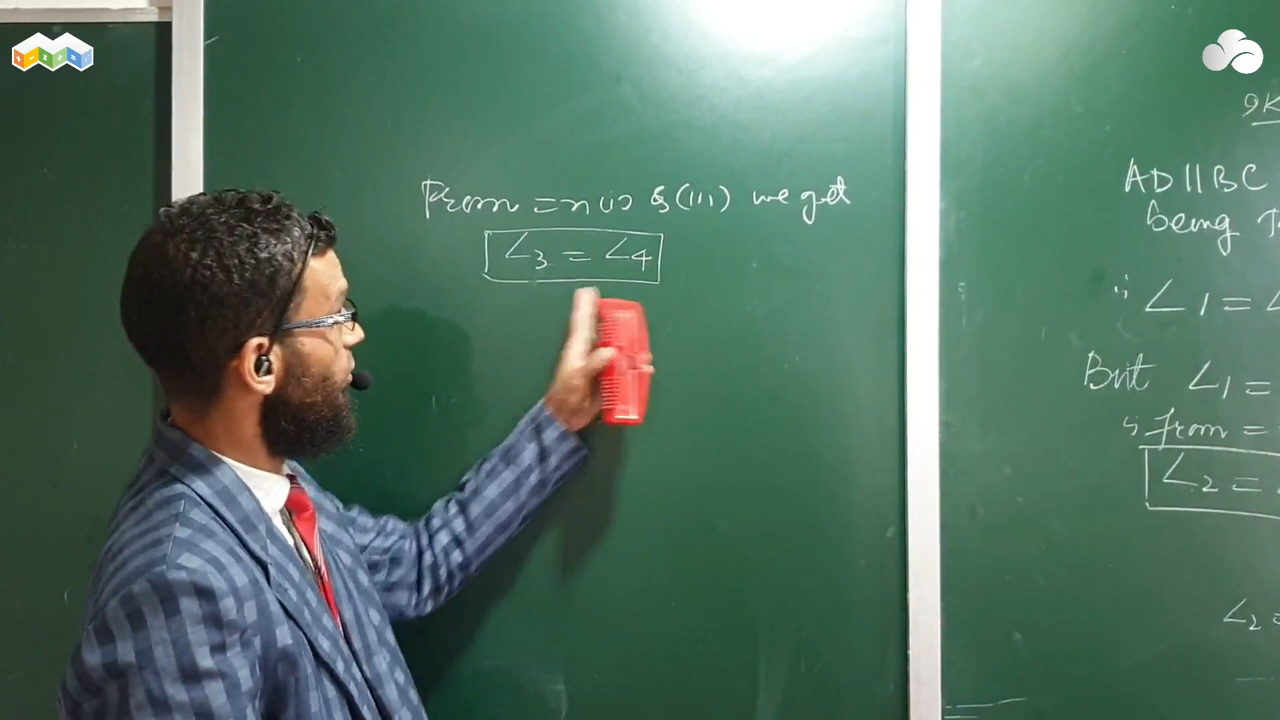 From =n (i) & (iii) we get
∠3 = ∠4
AD || BC
being
∴ ∠1 = ∠
But ∠1 =
∴ from =
∠2 =
∠2 =